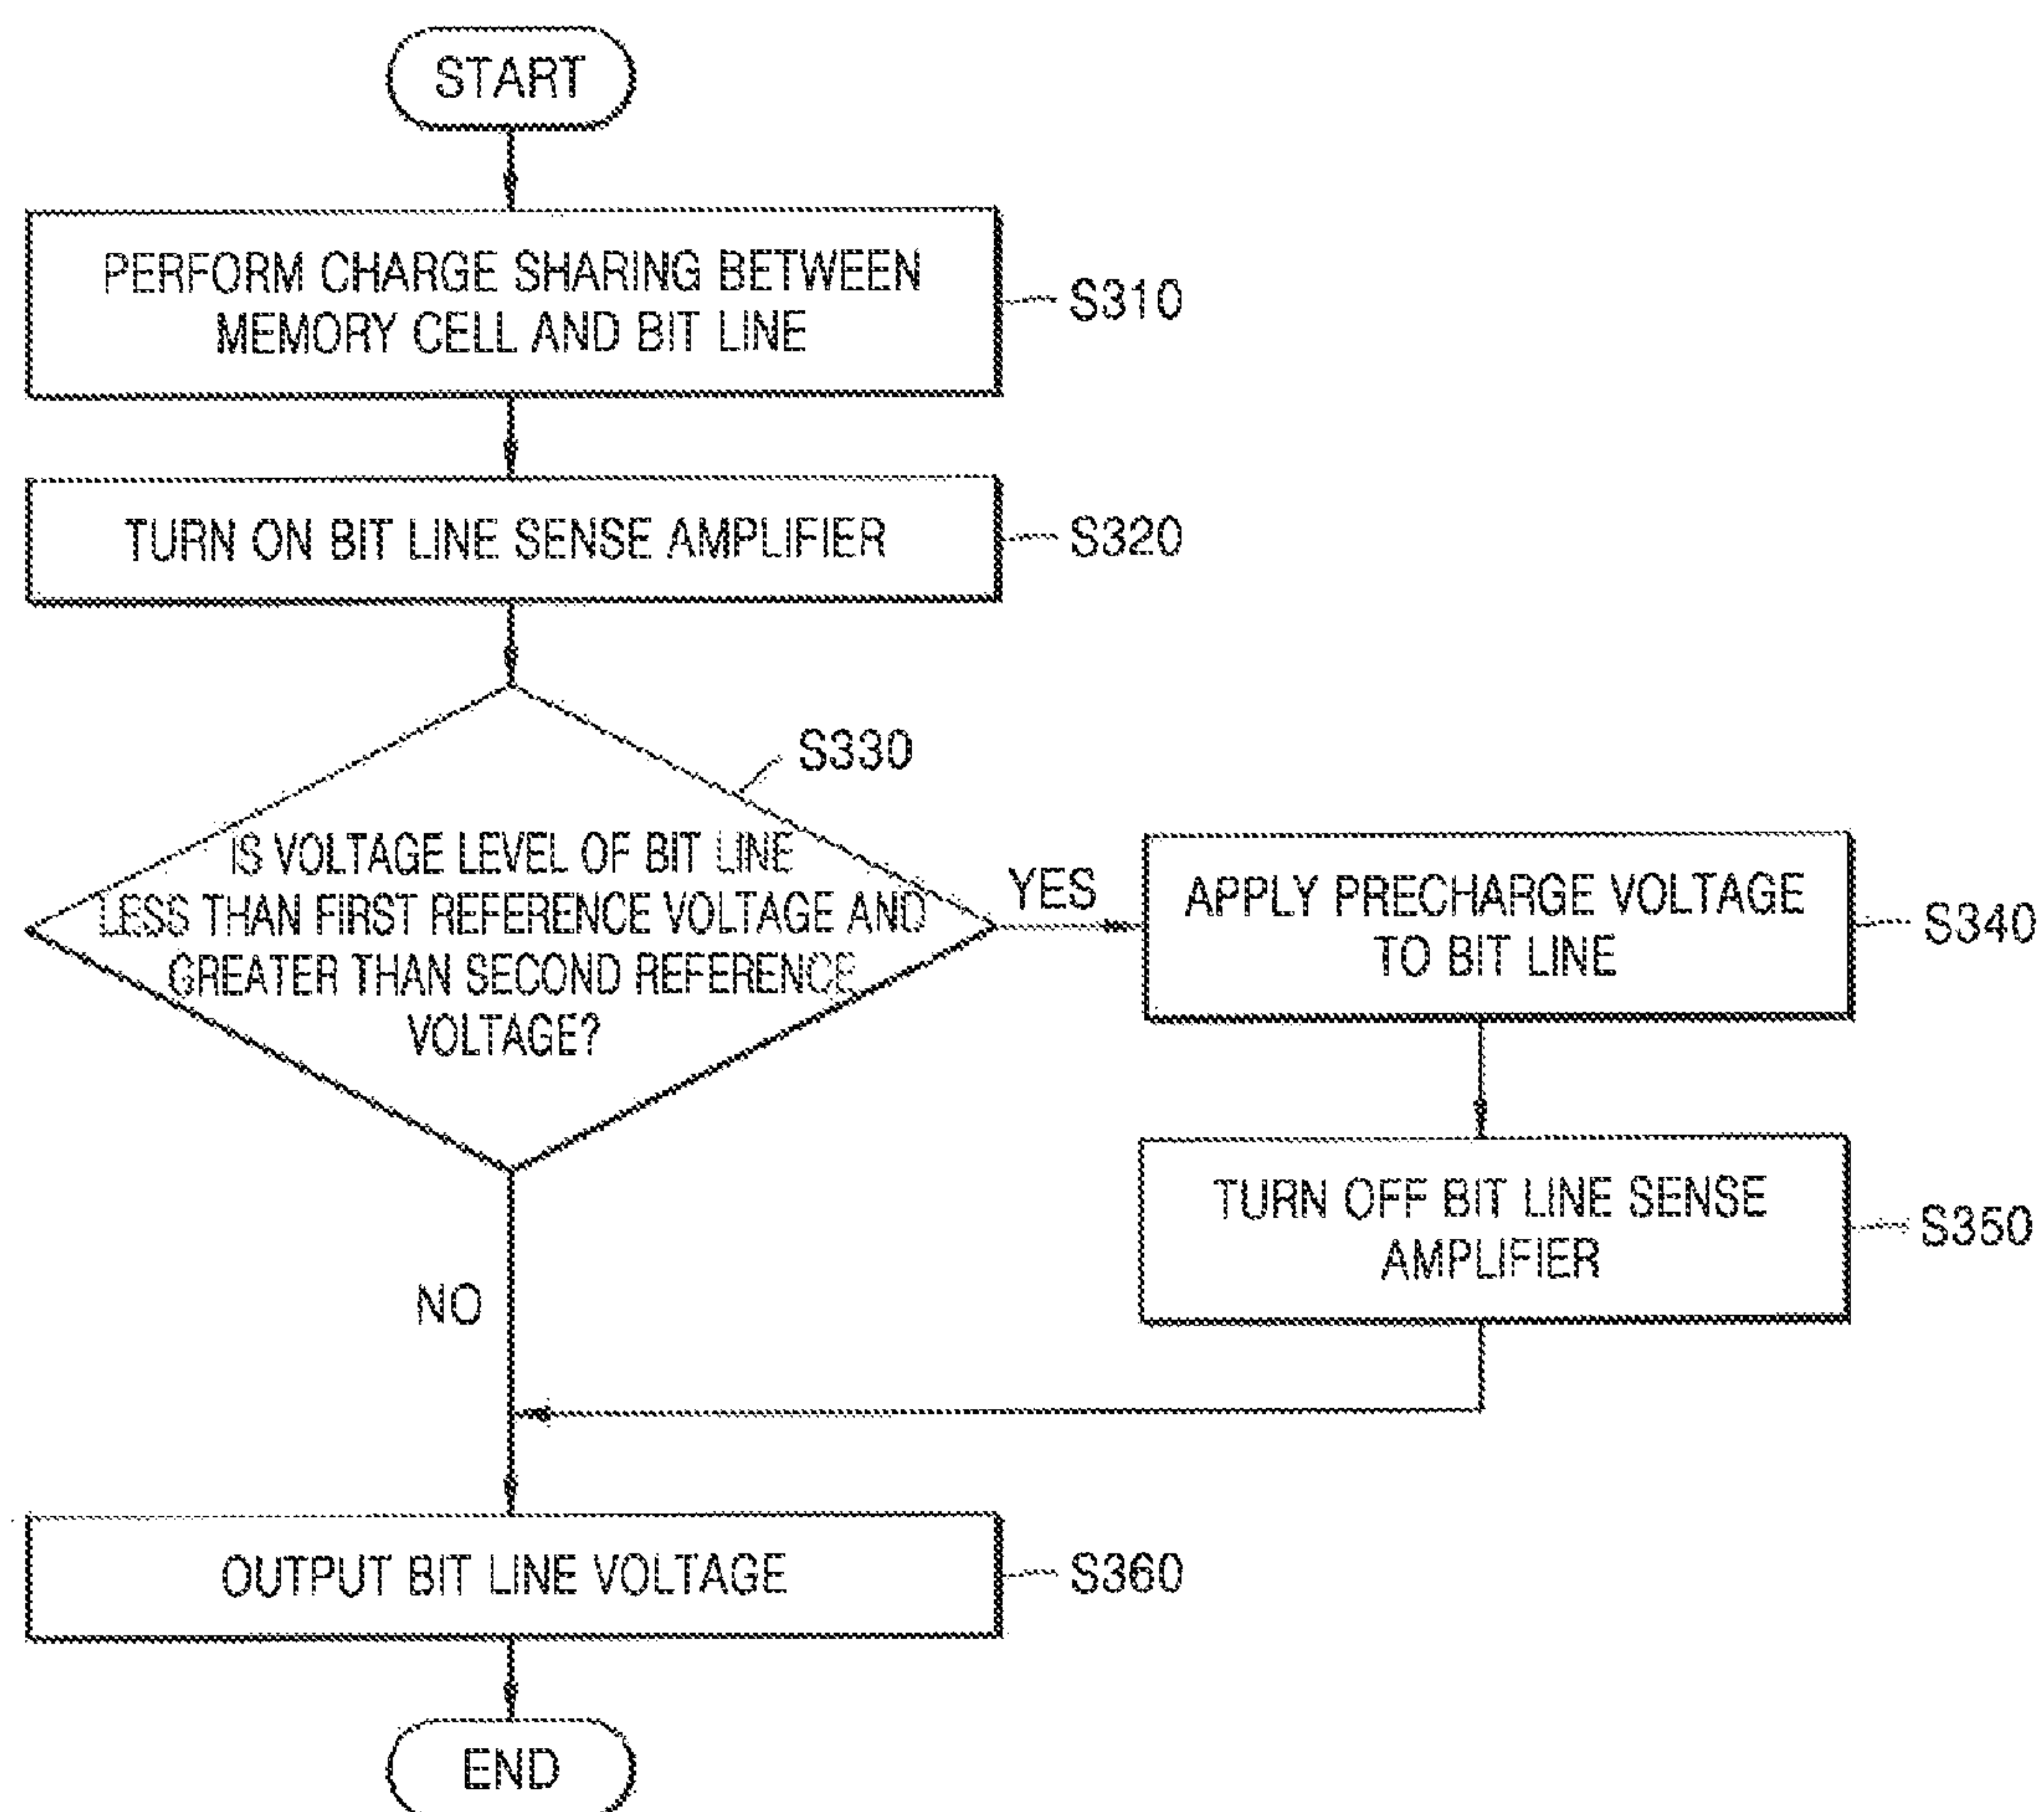 START
PERFORM CHARGE SHARING BETWEEN
MEMORY CELL AND BIT LINE
S310
TURN ON BIT LINE SENSE AMPLIFIER
S320
S330
IS VOLTAGE LEVEL OF BIT LINE
LESS THAN FIRST REFERENCE VOLTAGE AND
GREATER THAN SECOND REFERENCE
VOLTAGE?
YES
APPLY PRECHARGE VOLTAGE
TO BIT LINE
S340
TURN OFF BIT LINE SENSE
AMPLIFIER
S350
NO
OUTPUT BIT LINE VOLTAGE
S360
END